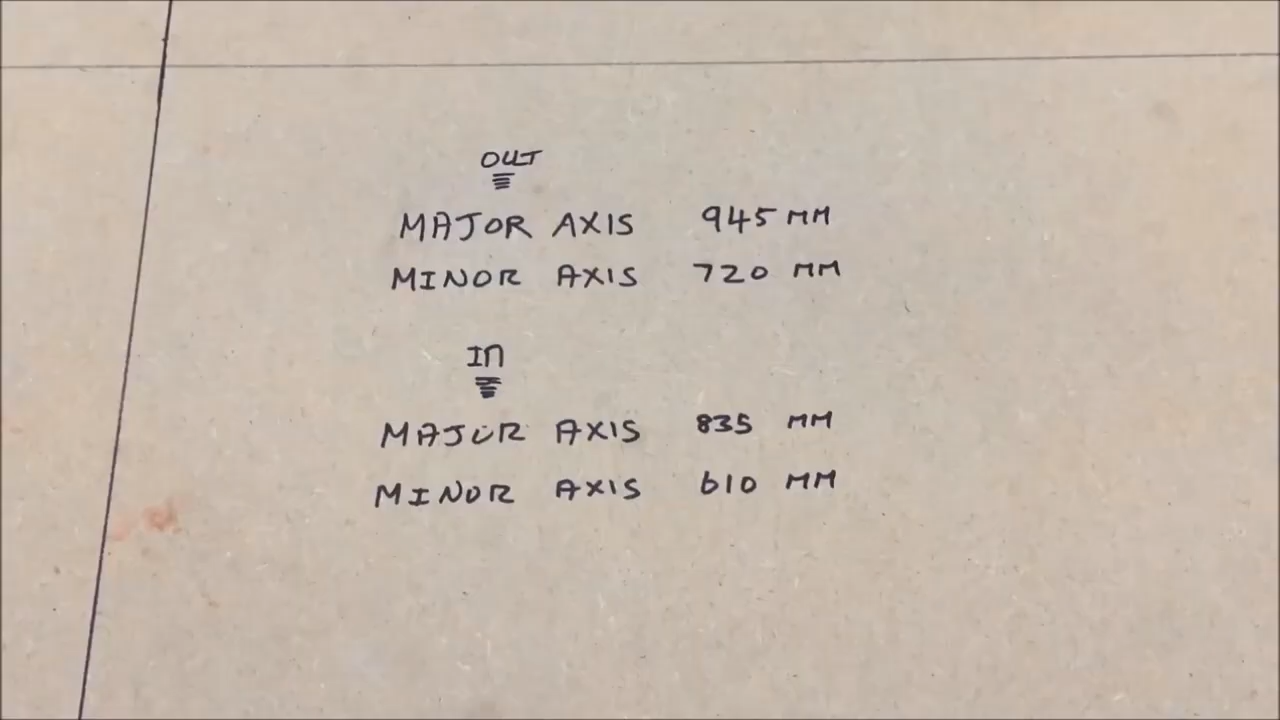 OUT
MAJOR AXIS 945 MM
MINOR AXIS 720 MM
IN
MAJOR AXIS 835 MM
MINOR AXIS 610 MM